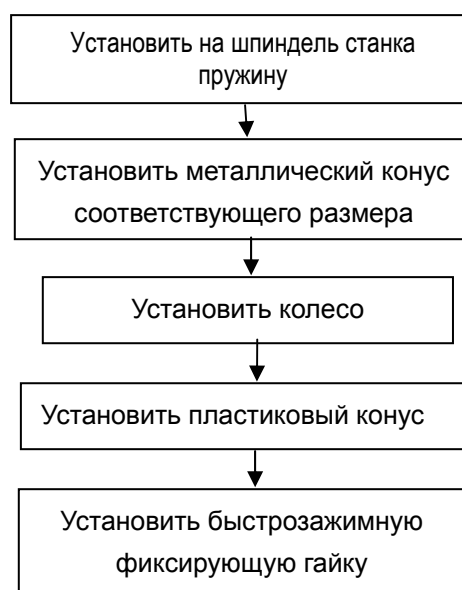 Установить на шпиндель станка
пружину
Установить металлический конус
соответствующего размера
Установить колесо
Установить пластиковый конус
Установить быстрозажимную
фиксирующую гайку